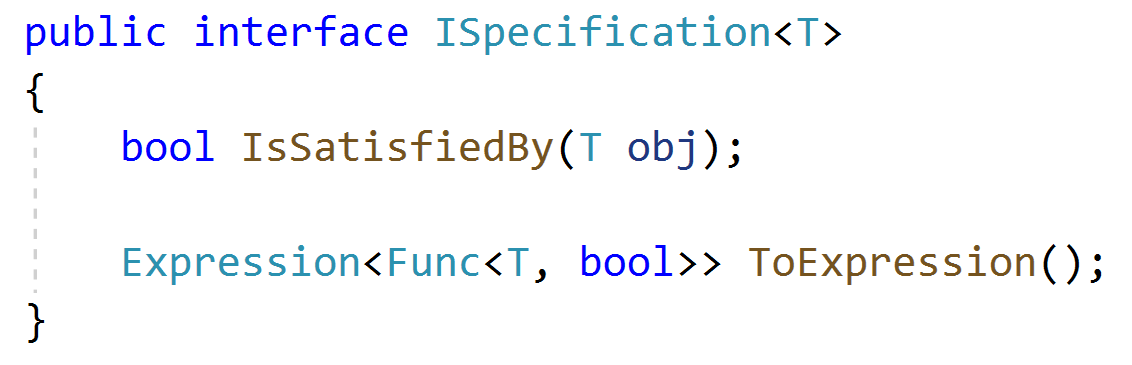 public interface ISpecification<T>
{
    bool IsSatisfiedBy(T obj);
    Expression<Func<T, bool>> ToExpression();
}